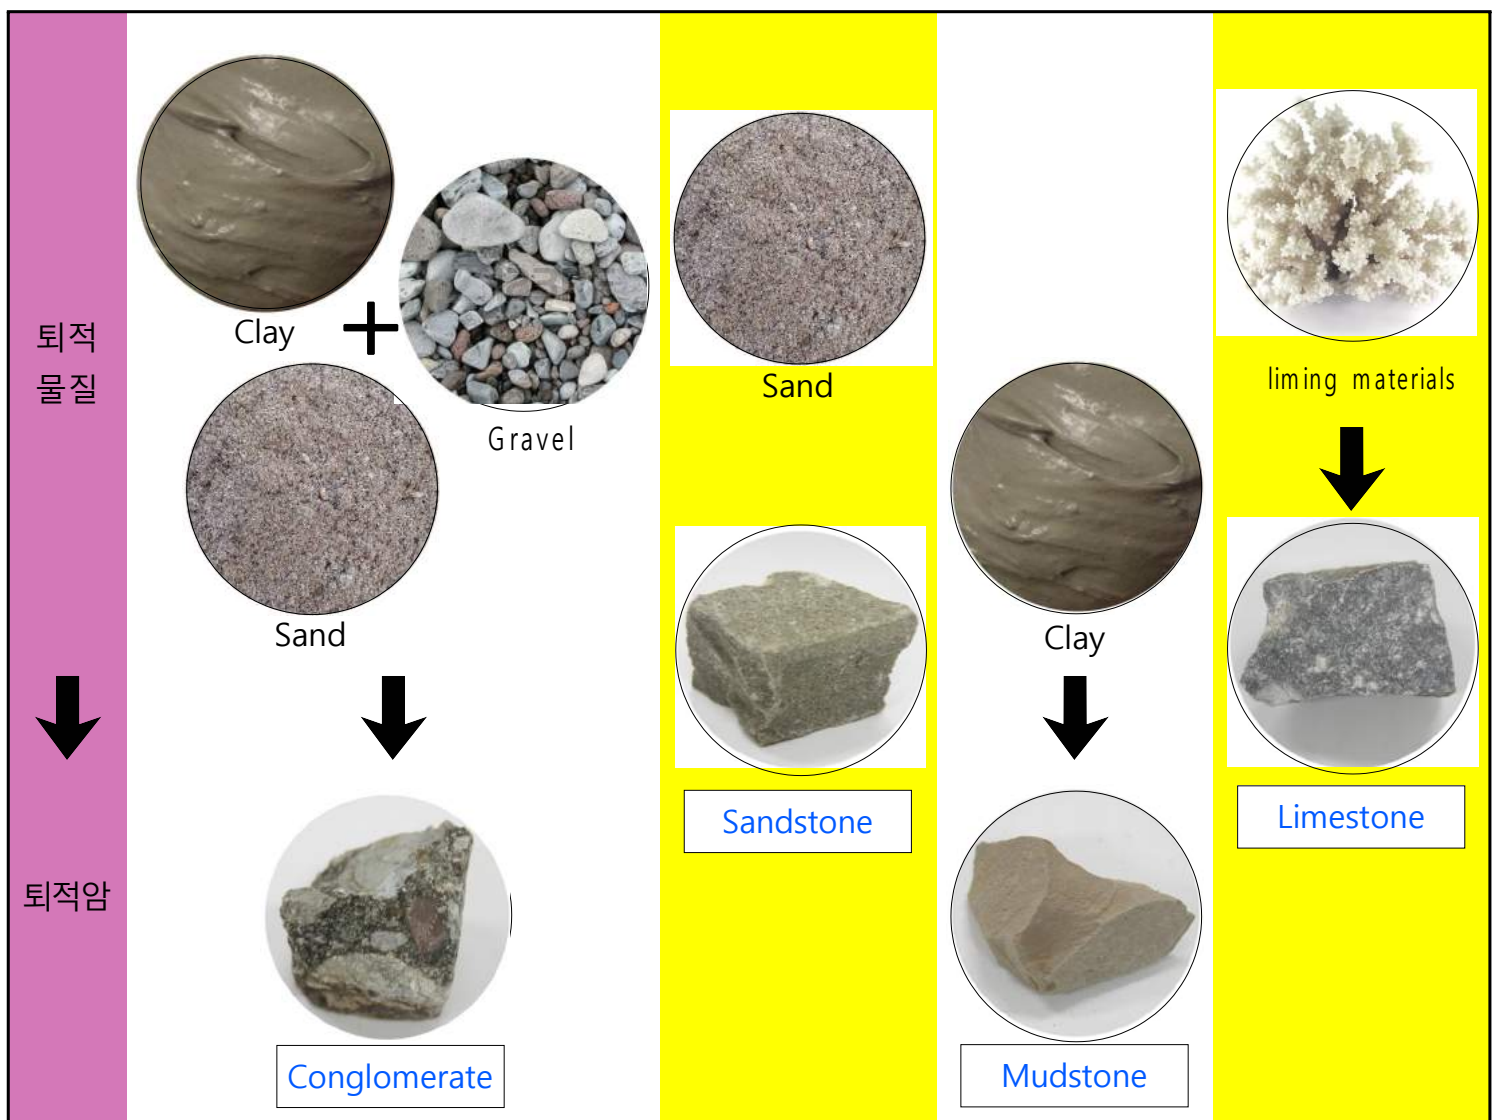 퇴적
물질
퇴적암
Clay
Gravel
Sand
Conglomerate
Sand
Sandstone
Clay
Mudstone
liming materials
Limestone